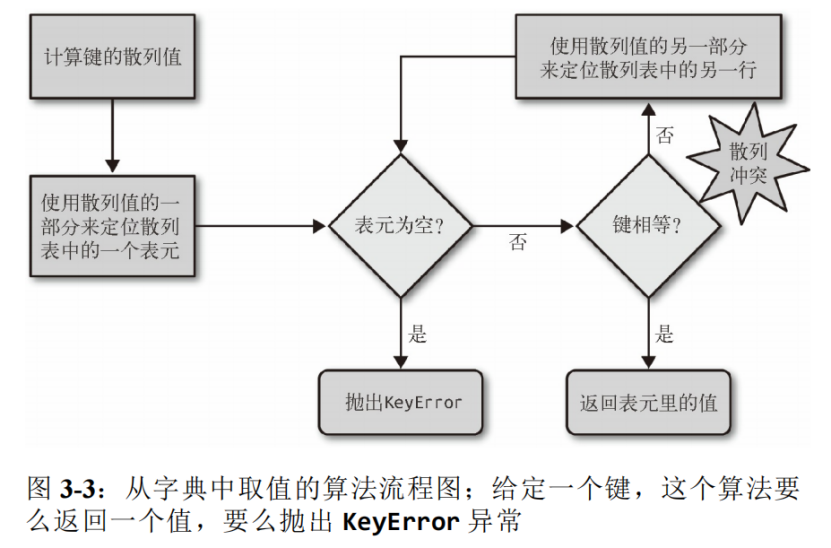 计算键的散列值
使用散列值的一
部分来定位散列
表中的一个表元
表元为空？
是
抛出KeyError
否
键相等？
是
返回表元里的值
否
散列
冲突
使用散列值的另一部分
来定位散列表中的另一行
图 3-3：从字典中取值的算法流程图；给定一个键，这个算法要
么返回一个值，要么抛出 KeyError 异常